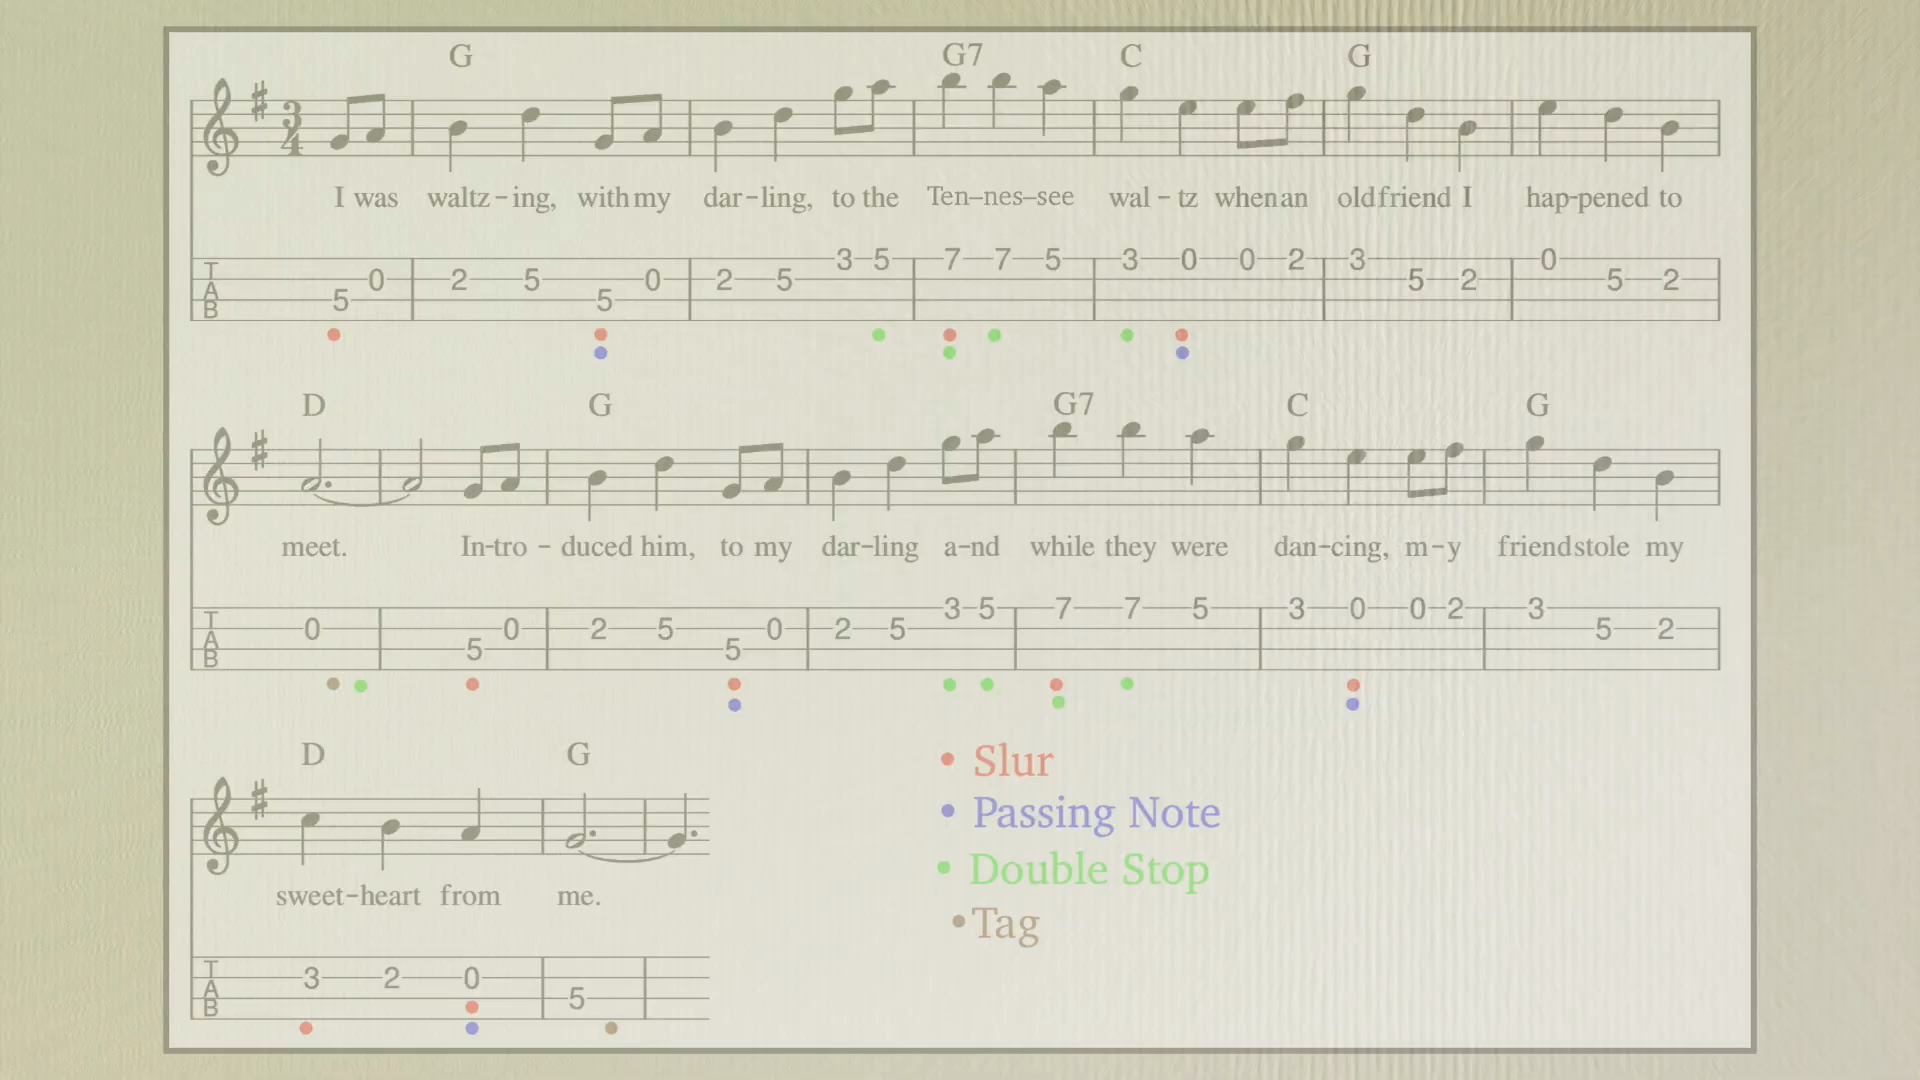 G G7 C G
3
4
I was waltz-ing, with my dar-ling, to the Ten-nes-see wal-tz when an old friend I hap-pened to
T A B 5 0 2 5 5 0 2 5 3 5 7 7 5 3 0 0 2 3 5 2 0 5 2
D G G7 C G
meet. In-tro-duced him, to my dar-ling a-nd while they were dan-cing, m-y friend stole my
T A B 0 5 0 2 5 5 0 2 5 3 5 7 7 5 3 0 0 2 3 5 2
D G
sweet-heart from me.
T A B 3 2 0 5
• Slur
• Passing Note
• Double Stop
• Tag